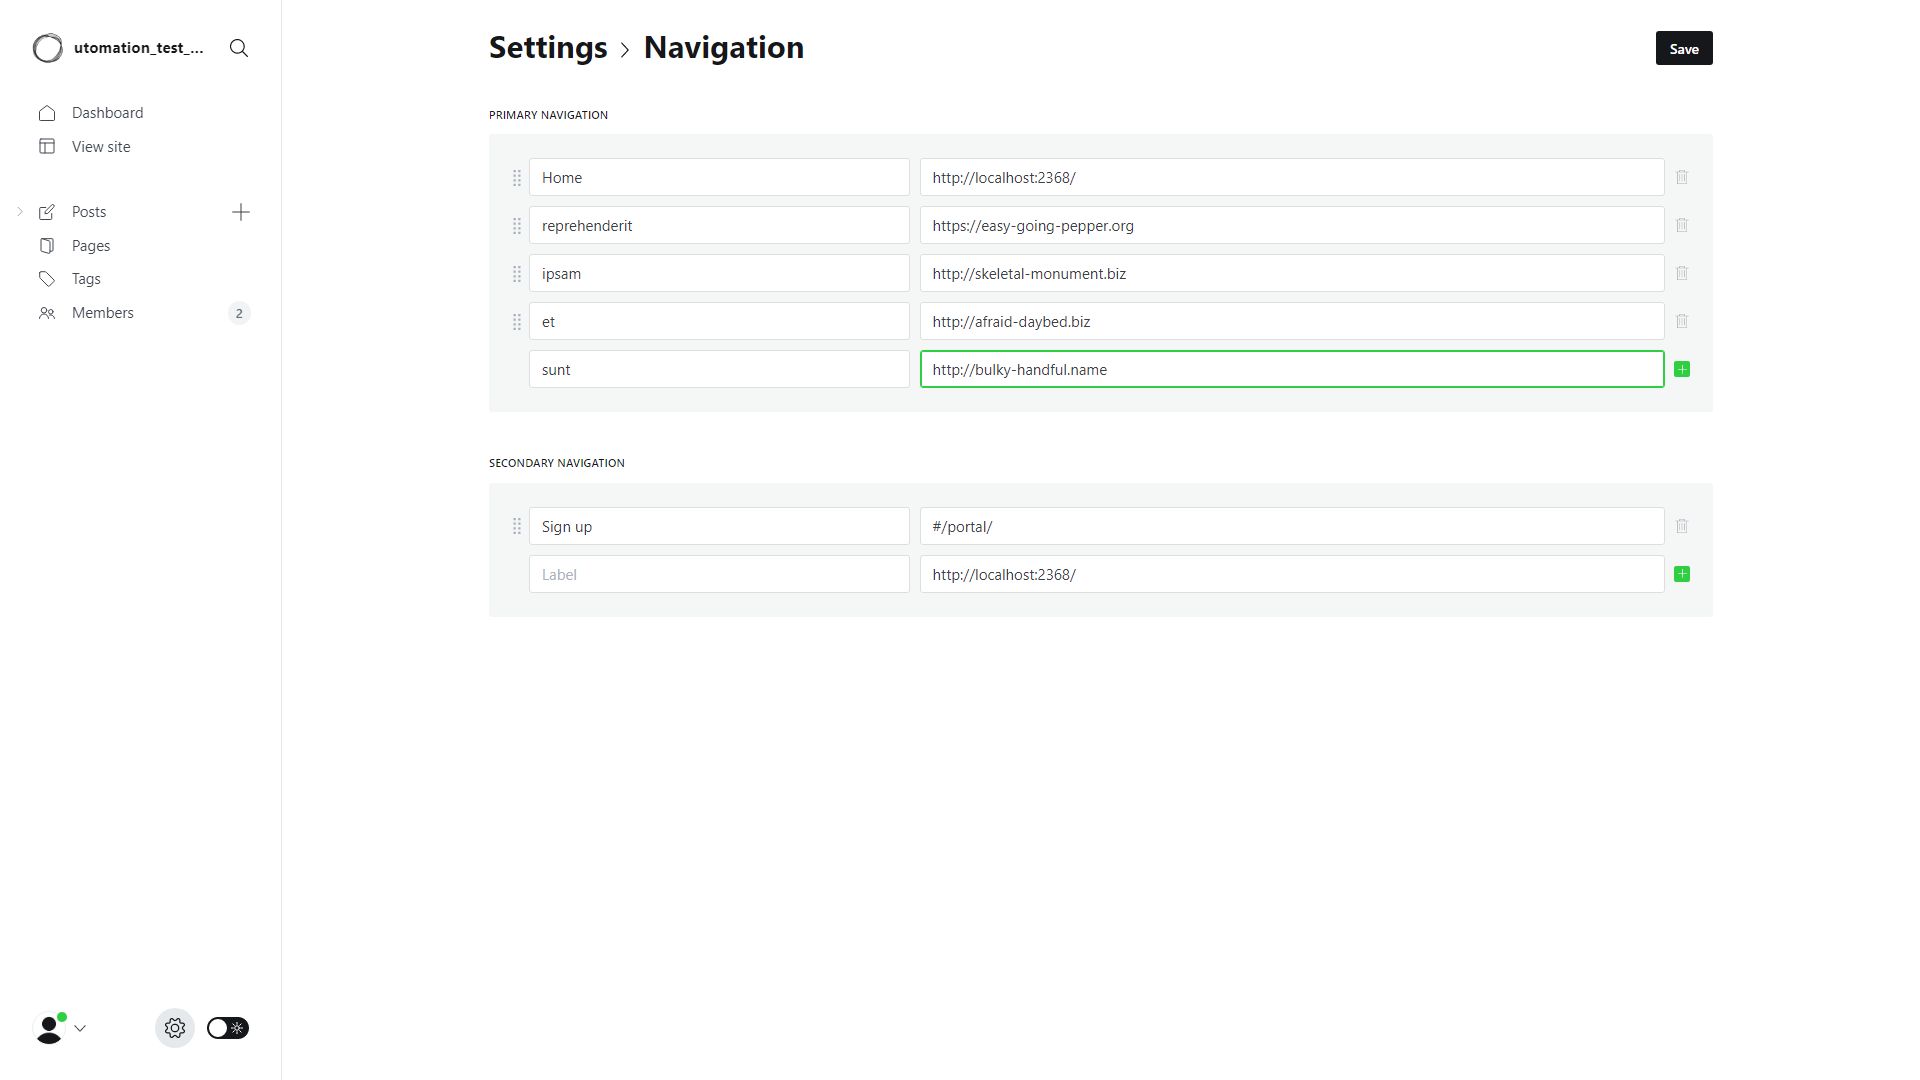 utomation_test_...
Dashboard
View site
Posts
Pages
Tags
Members 2
Settings > Navigation
Save
PRIMARY NAVIGATION
Home http://localhost:2368/
reprehenderit https://easy-going-pepper.org
ipsam http://skeletal-monument.biz
et http://afraid-daybed.biz
sunt http://bulky-handful.name
SECONDARY NAVIGATION
Sign up #/portal/
Label http://localhost:2368/